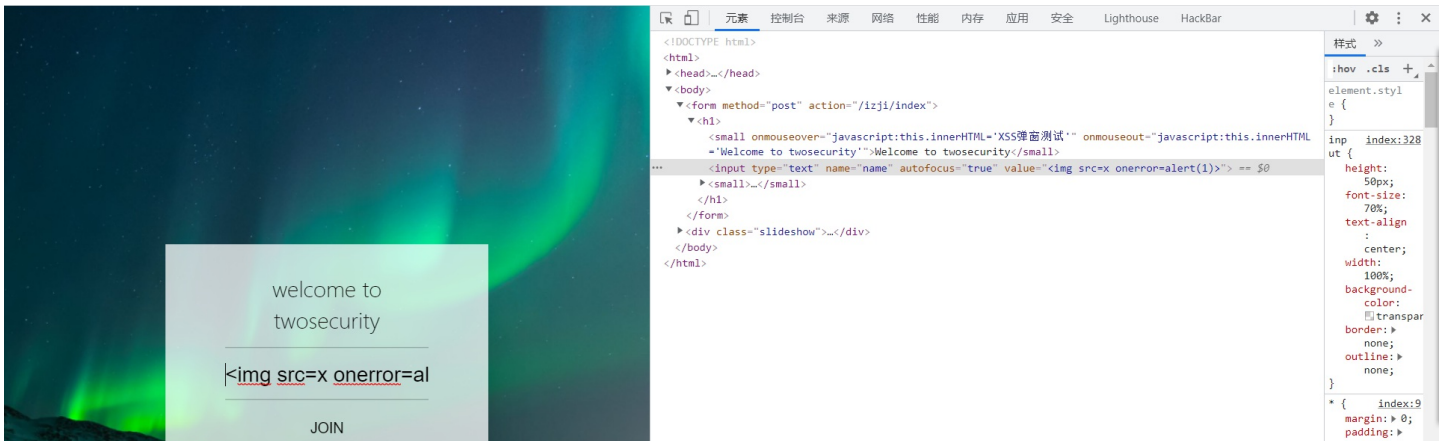 welcome to
twosecurity
<img src=x onerror=al
JOIN
元素 控制台 来源 网络 性能 内存 应用 安全 Lighthouse HackBar
<!DOCTYPE html>
<html>
<head>…</head>
<body>
<form method="post" action="/izji/index">
<h1>
<small onmouseover="javascript:this.innerHTML='XSS弹窗测试'" onmouseout="javascript:this.innerHTML
='Welcome to twosecurity'">Welcome to twosecurity</small>
<input type="text" name="name" autofocus="true" value="<img src=x onerror=alert(1)>"> == $0
<small>…</small>
</h1>
</form>
<div class="slideshow">…</div>
</body>
</html>
样式 »
:hov .cls +
element.styl
e {
}
inp index:328
ut {
height:
50px;
font-size:
70%;
text-align
:
center;
width:
100%;
background-
color:
transpar
border:
none;
outline:
none;
}
* { index:9
margin: 0;
padding: